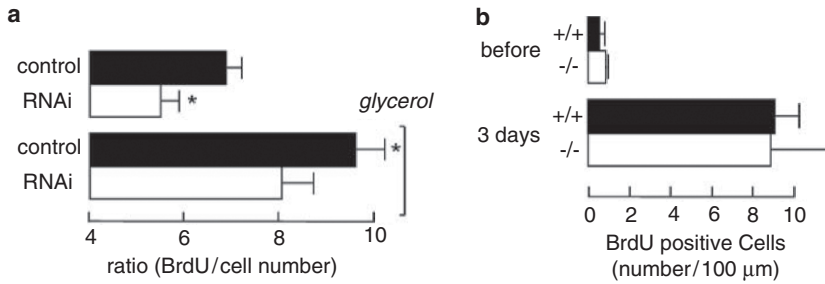 a
control
RNAi
*
glycerol
control
*
RNAi
4 6 8 10
ratio (BrdU/cell number)
b
before
+/+
-/-
3 days
+/+
-/-
0 2 4 6 8 10
BrdU positive Cells
(number/100 μm)